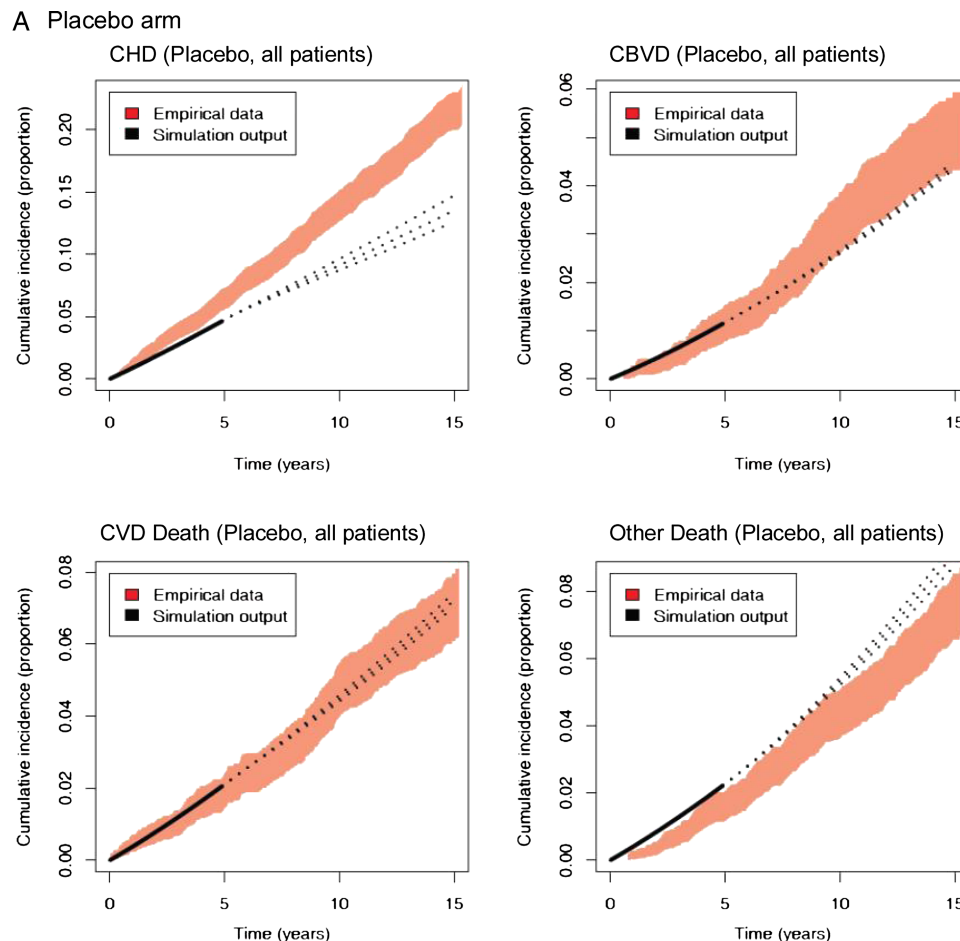 A Placebo arm
CHD (Placebo, all patients)
Empirical data
Simulation output
Cumulative incidence (proportion)
0.20
0.15
0.10
0.05
0.00
0 5 10 15
Time (years)
CBVD (Placebo, all patients)
Empirical data
Simulation output
Cumulative incidence (proportion)
0.06
0.04
0.02
0.00
0 5 10 15
Time (years)
CVD Death (Placebo, all patients)
Empirical data
Simulation output
Cumulative incidence (proportion)
0.08
0.06
0.04
0.02
0.00
0 5 10 15
Time (years)
Other Death (Placebo, all patients)
Empirical data
Simulation output
Cumulative incidence (proportion)
0.08
0.06
0.04
0.02
0.00
0 5 10 15
Time (years)